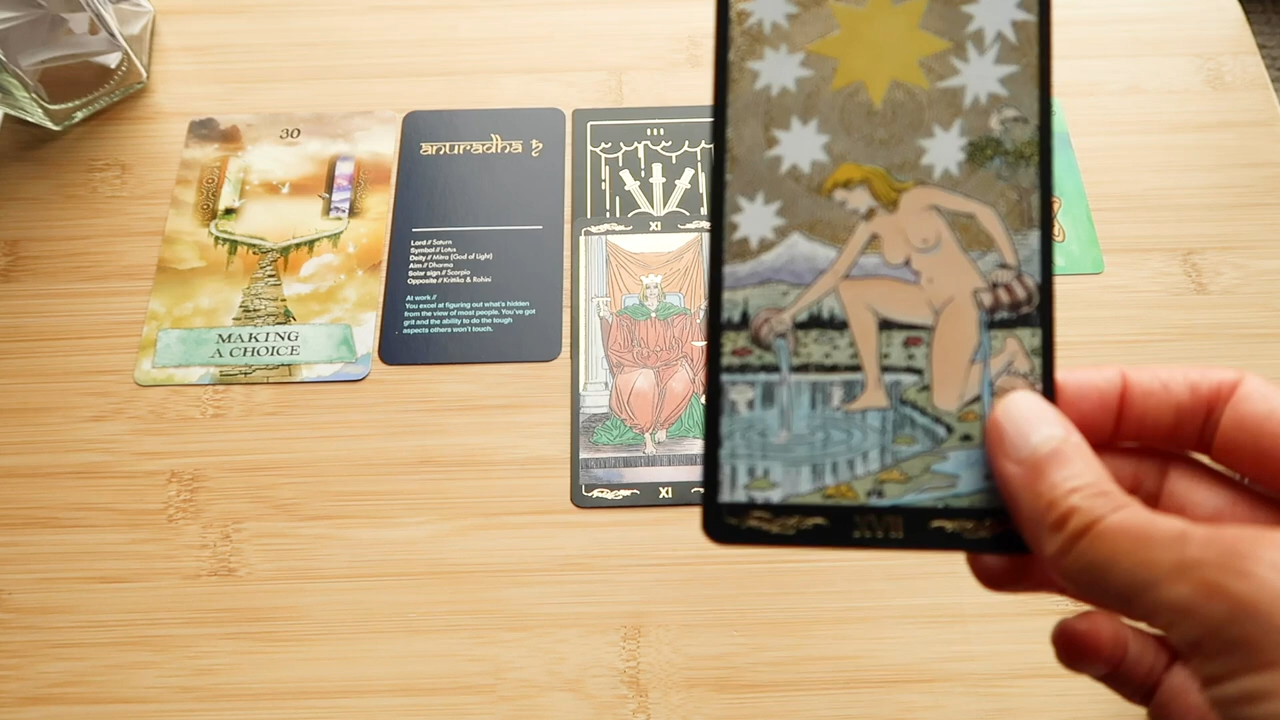 30
MAKING
A CHOICE
anuradha ♄
Lord // Saturn
Symbol // Lotus
Deity // Mitra (God of Light)
Aim // Dharma
Solar sign // Scorpio
Opposite // Krittika & Rohini
At work //
You excel at figuring out what's hidden
from the view of most people. You've got
grit and the ability to do the tough
aspects others won't touch.
III
XI
XI
XVII